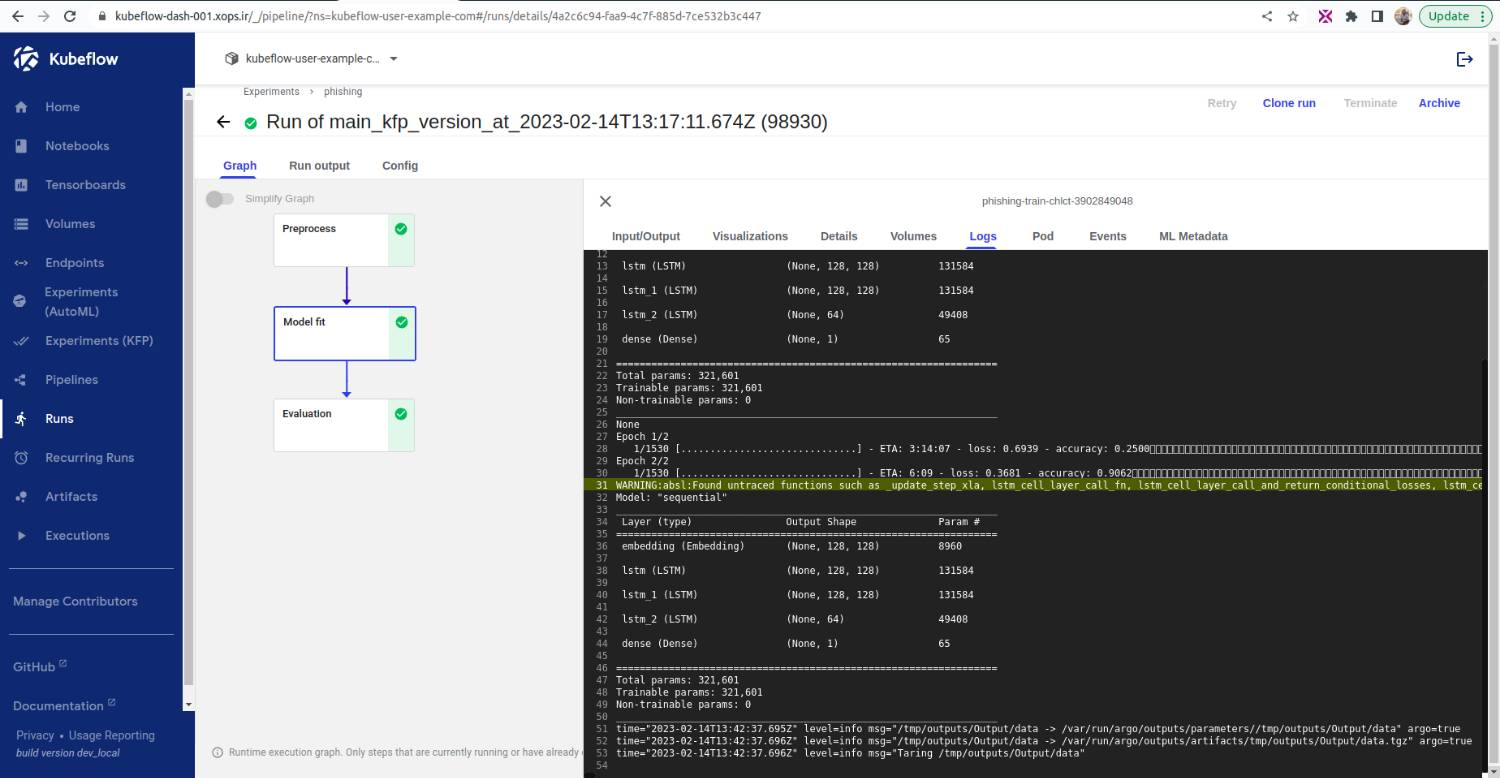 kubeflow-dash-001.xops.ir/_/pipeline/?ns=kubeflow-user-example-com#/runs/details/4a2c6c94-faa9-4c7f-885d-7ce532b3c447
Update
Kubeflow
Home
Notebooks
Tensorboards
Volumes
Endpoints
Experiments
(AutoML)
Experiments (KFP)
Pipelines
Runs
Recurring Runs
Artifacts
Executions
Manage Contributors
GitHub
Documentation
Privacy • Usage Reporting
build version dev_local
kubeflow-user-example-c...
Experiments > phishing
Retry Clone run Terminate Archive
Run of main_kfp_version_at_2023-02-14T13:17:11.674Z (98930)
Graph Run output Config
Simplify Graph
Preprocess
Model fit
Evaluation
Runtime execution graph. Only steps that are currently running or have already
phishing-train-chlct-3902849048
Input/Output Visualizations Details Volumes Logs Pod Events ML Metadata
12
13 lstm (LSTM) (None, 128, 128) 131584
14
15 lstm_1 (LSTM) (None, 128, 128) 131584
16
17 lstm_2 (LSTM) (None, 64) 49408
18
19 dense (Dense) (None, 1) 65
20
21 =================================================================
22 Total params: 321,601
23 Trainable params: 321,601
24 Non-trainable params: 0
25 _________________________________________________________________
26 None
27 Epoch 1/2
28 1/1530 [..............................] - ETA: 3:14:07 - loss: 0.6939 - accuracy: 0.2500
29 Epoch 2/2
30 1/1530 [..............................] - ETA: 6:09 - loss: 0.3681 - accuracy: 0.9062
31 WARNING:absl:Found untraced functions such as _update_step_xla, lstm_cell_layer_call_fn, lstm_cell_layer_call_and_return_conditional_losses, lstm_ce
32 Model: "sequential"
33 _________________________________________________________________
34 Layer (type) Output Shape Param #
35 =================================================================
36 embedding (Embedding) (None, 128, 128) 8960
37
38 lstm (LSTM) (None, 128, 128) 131584
39
40 lstm_1 (LSTM) (None, 128, 128) 131584
41
42 lstm_2 (LSTM) (None, 64) 49408
43
44 dense (Dense) (None, 1) 65
45
46 =================================================================
47 Total params: 321,601
48 Trainable params: 321,601
49 Non-trainable params: 0
50 _________________________________________________________________
51 time="2023-02-14T13:42:37.695Z" level=info msg="/tmp/outputs/Output/data -> /var/run/argo/outputs/parameters//tmp/outputs/Output/data" argo=true
52 time="2023-02-14T13:42:37.696Z" level=info msg="/tmp/outputs/Output/data -> /var/run/argo/outputs/artifacts/tmp/outputs/Output/data.tgz" argo=true
53 time="2023-02-14T13:42:37.696Z" level=info msg="Taring /tmp/outputs/Output/data"
54